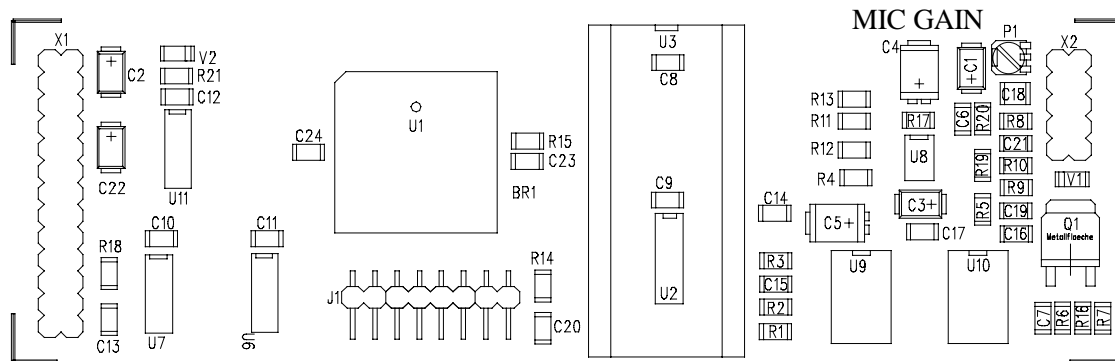 MIC GAIN
X1
C2
V2
R21
C12
U1
C24
R15
C23
BR1
C22
U11
C10
C11
R18
C13
U7
U6
J1
R14
C20
U3
C8
C9
U2
C14
R3
C15
R2
R1
R13
R11
R12
R4
C4
C1
P1
X2
R17
C6
R20
C18
R8
C21
U8
R19
R10
R9
V1
C3+
R5
C19
C5+
C17
C16
Q1
Metallflaeche
U9
U10
C7
R6
R16
R7